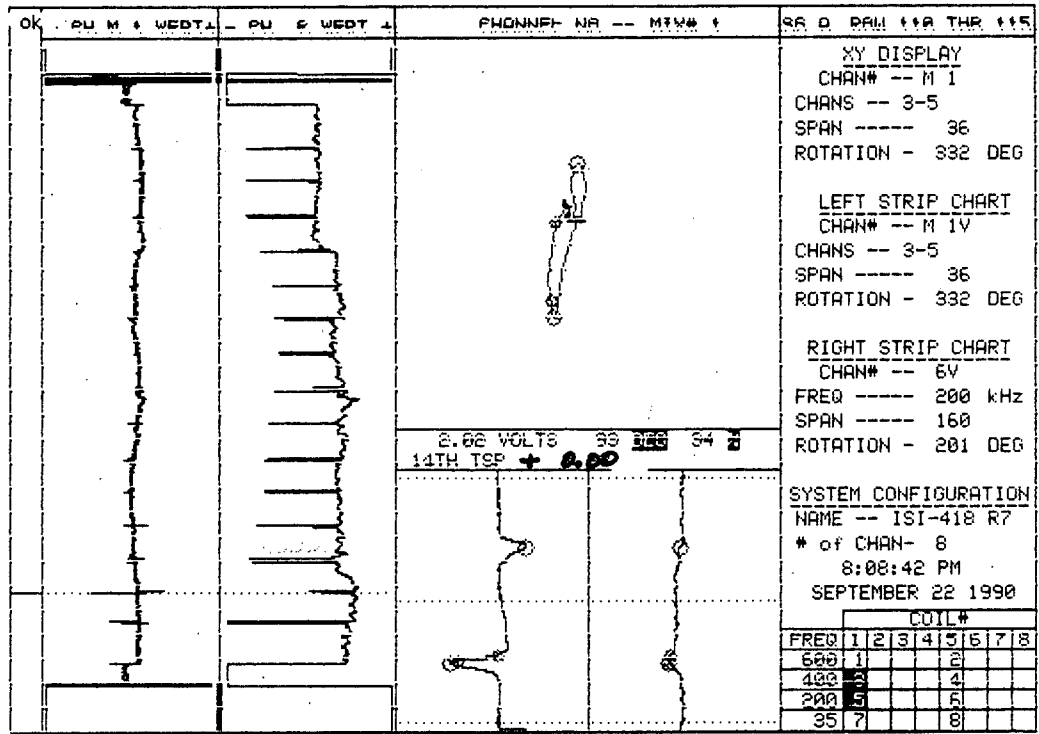 OK
XY DISPLAY
CHAN# -- M 1
CHANS -- 3-5
SPAN ----- 36
ROTATION - 332 DEG
LEFT STRIP CHART
CHAN# -- M 1V
CHANS -- 3-5
SPAN ----- 36
ROTATION - 332 DEG
RIGHT STRIP CHART
CHAN# -- 6V
FREQ ----- 200 kHz
SPAN ----- 160
ROTATION - 201 DEG
2.02 VOLTS 93 94
14TH TSP + 0.00
SYSTEM CONFIGURATION
NAME -- ISI-418 R7
# of CHAN- 8
8:08:42 PM
SEPTEMBER 22 1990
COIL#
FREQ 1 2 3 4 5 6 7 8
600 1 2
400 3 4
200 5 6
35 7 8